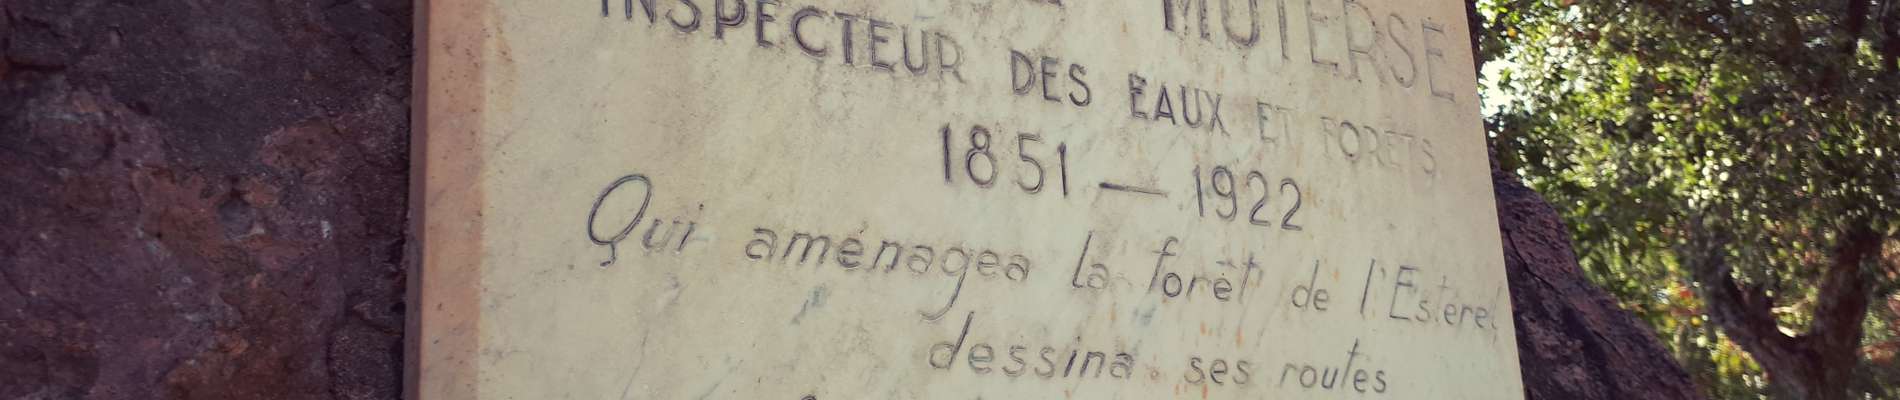 MUTERSE
INSPECTEUR DES EAUX ET FORETS
1851 — 1922
Qui aménagea la forêt de l'Esterel
dessina ses routes